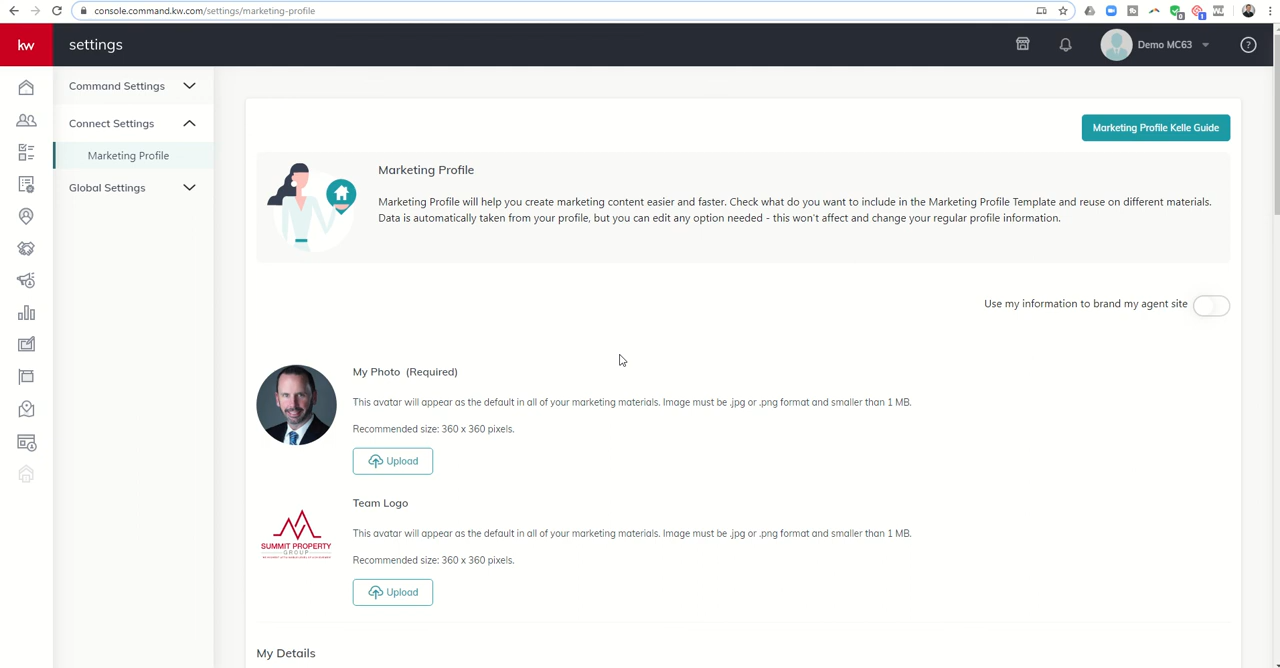 console.command.kw.com/settings/marketing-profile
kw
settings
Demo MC63
Command Settings
Connect Settings
Marketing Profile
Global Settings
Marketing Profile Kelle Guide
Marketing Profile
Marketing Profile will help you create marketing content easier and faster. Check what do you want to include in the Marketing Profile Template and reuse on different materials.
Data is automatically taken from your profile, but you can edit any option needed - this won't affect and change your regular profile information.
Use my information to brand my agent site
My Photo (Required)
This avatar will appear as the default in all of your marketing materials. Image must be .jpg or .png format and smaller than 1 MB.
Recommended size: 360 x 360 pixels.
Upload
Team Logo
SUMMIT PROPERTY
GROUP
This avatar will appear as the default in all of your marketing materials. Image must be .jpg or .png format and smaller than 1 MB.
Recommended size: 360 x 360 pixels.
Upload
My Details